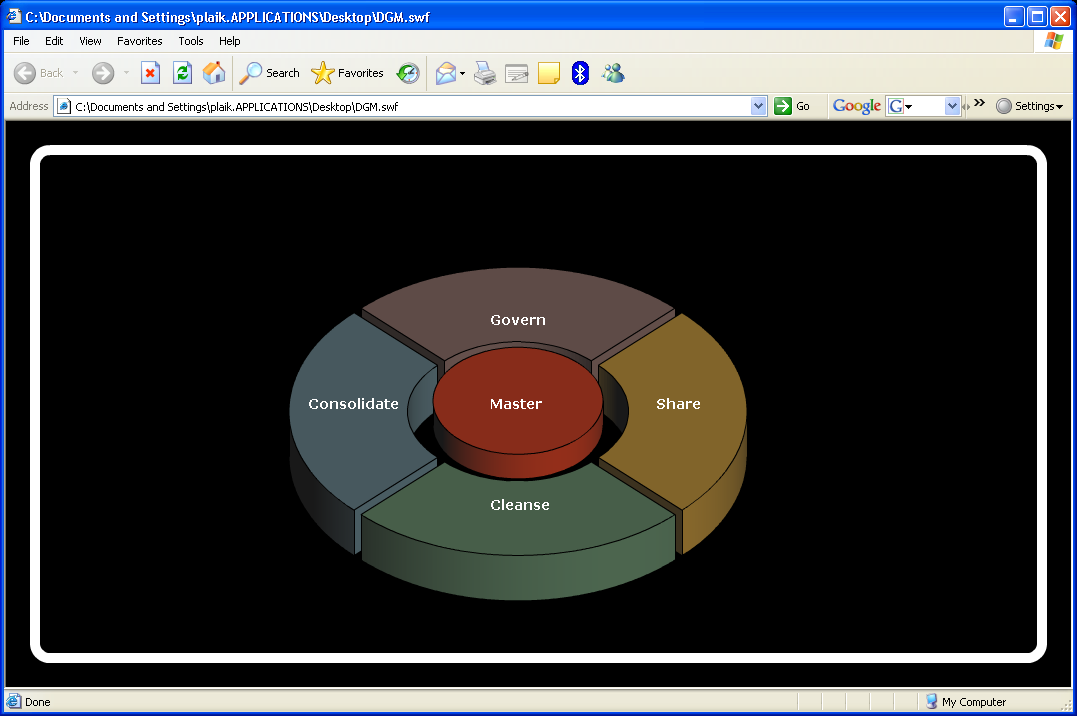 C:\Documents and Settings\plaik.APPLICATIONS\Desktop\DGM.swf
File Edit View Favorites Tools Help
Back Search Favorites
Address C:\Documents and Settings\plaik.APPLICATIONS\Desktop\DGM.swf Go Google G Settings
Govern
Consolidate Master Share
Cleanse
Done My Computer